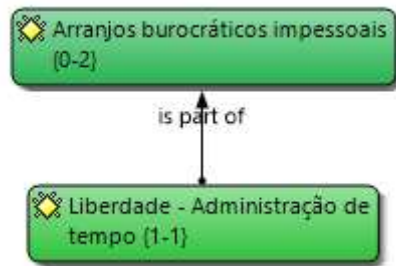 Arranjos burocráticos impessoais
{0-2}
is part of
Liberdade - Administração de
tempo {1-1}